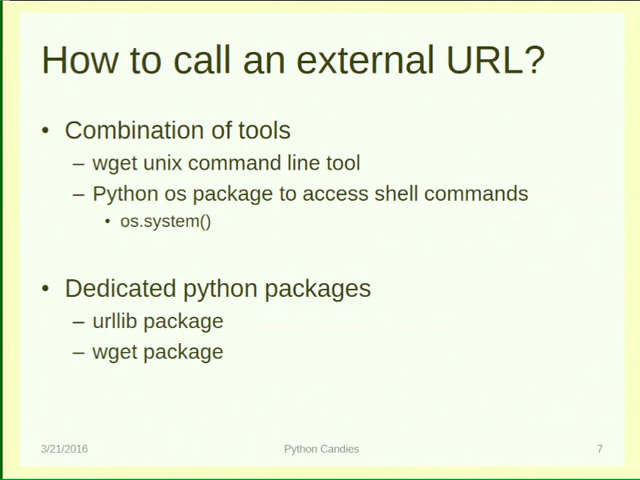 How to call an external URL?
• Combination of tools
– wget unix command line tool
– Python os package to access shell commands
• os.system()
• Dedicated python packages
– urllib package
– wget package
3/21/2016 Python Candies 7